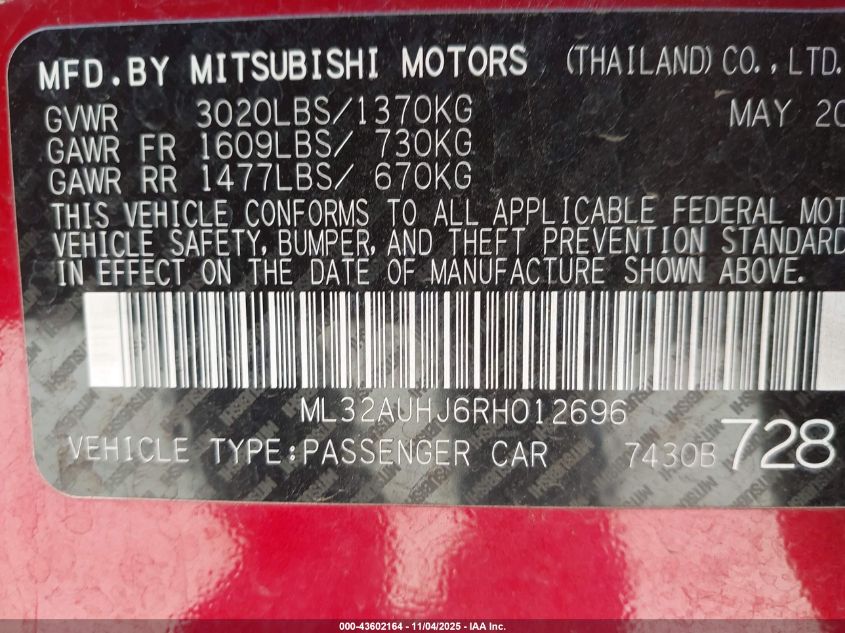 MFD.BY MITSUBISHI MOTORS (THAILAND) CO.,LTD.
GVWR 3020LBS/1370KG MAY 20
GAWR FR 1609LBS/ 730KG
GAWR RR 1477LBS/ 670KG
THIS VEHICLE CONFORMS TO ALL APPLICABLE FEDERAL MOT
VEHICLE SAFETY, BUMPER, AND THEFT PREVENTION STANDARD
IN EFFECT ON THE DATE OF MANUFACTURE SHOWN ABOVE.
ML32AUHJ6RH012696
VEHICLE TYPE:PASSENGER CAR 7430B 728
000-43602164 - 11/04/2025 - IAA Inc.